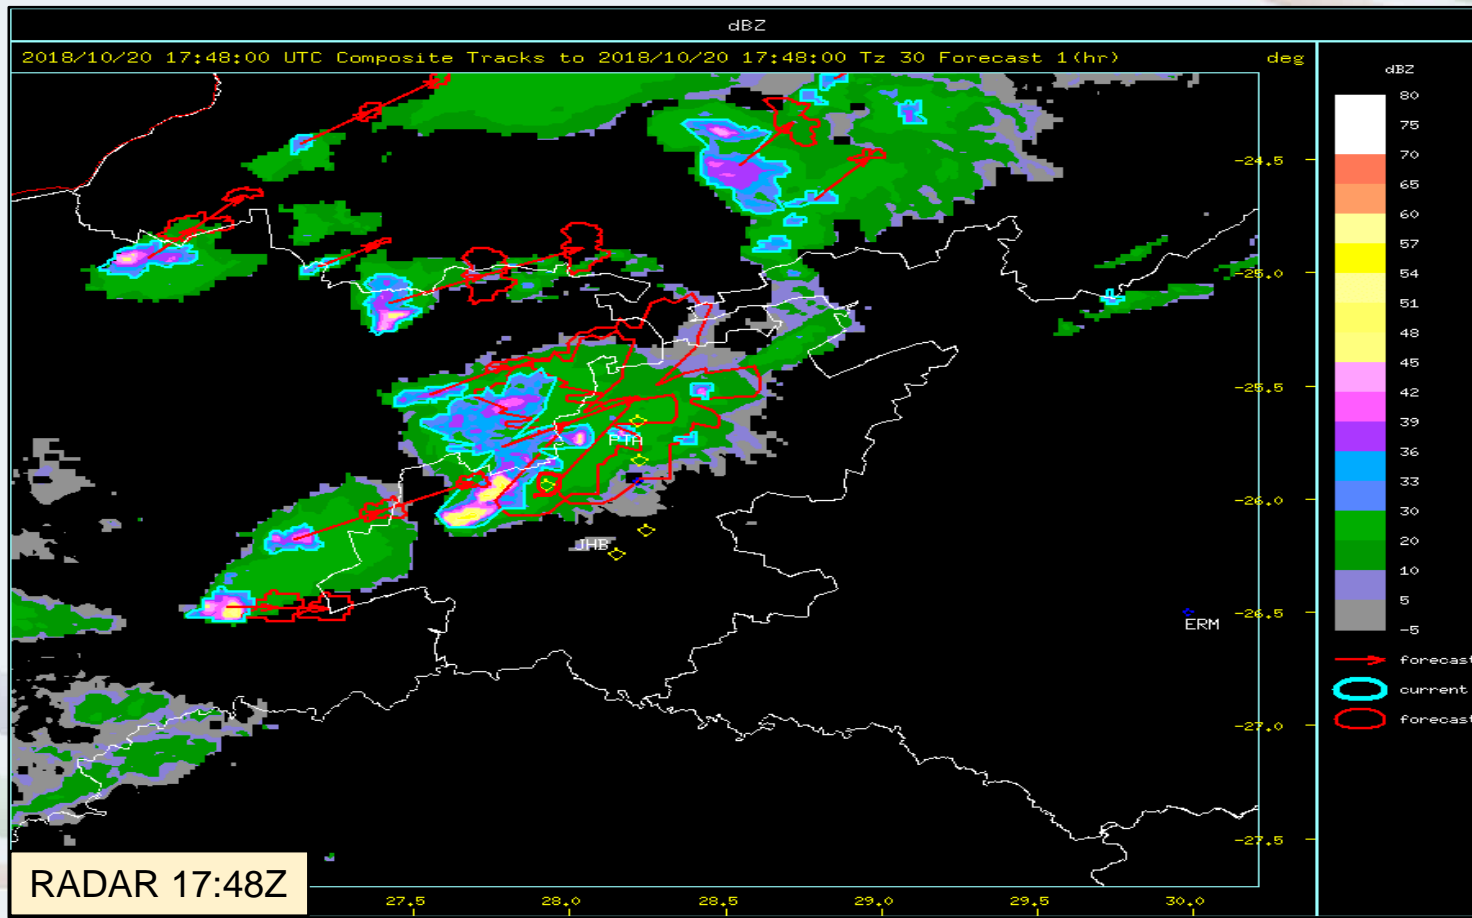 dBZ
2018/10/20 17:48:00 UTC Composite Tracks to 2018/10/20 17:48:00 Tz 30 Forecast 1(hr) deg
dBZ
80
75
70
65
60
57
54
51
48
45
42
39
36
33
30
20
10
5
-5
forecast
current
forecast
-24.5
-25.0
-25.5
-26.0
-26.5
-27.0
-27.5
PTA
JHB
ERM
RADAR 17:48Z
27.5 28.0 28.5 29.0 29.5 30.0